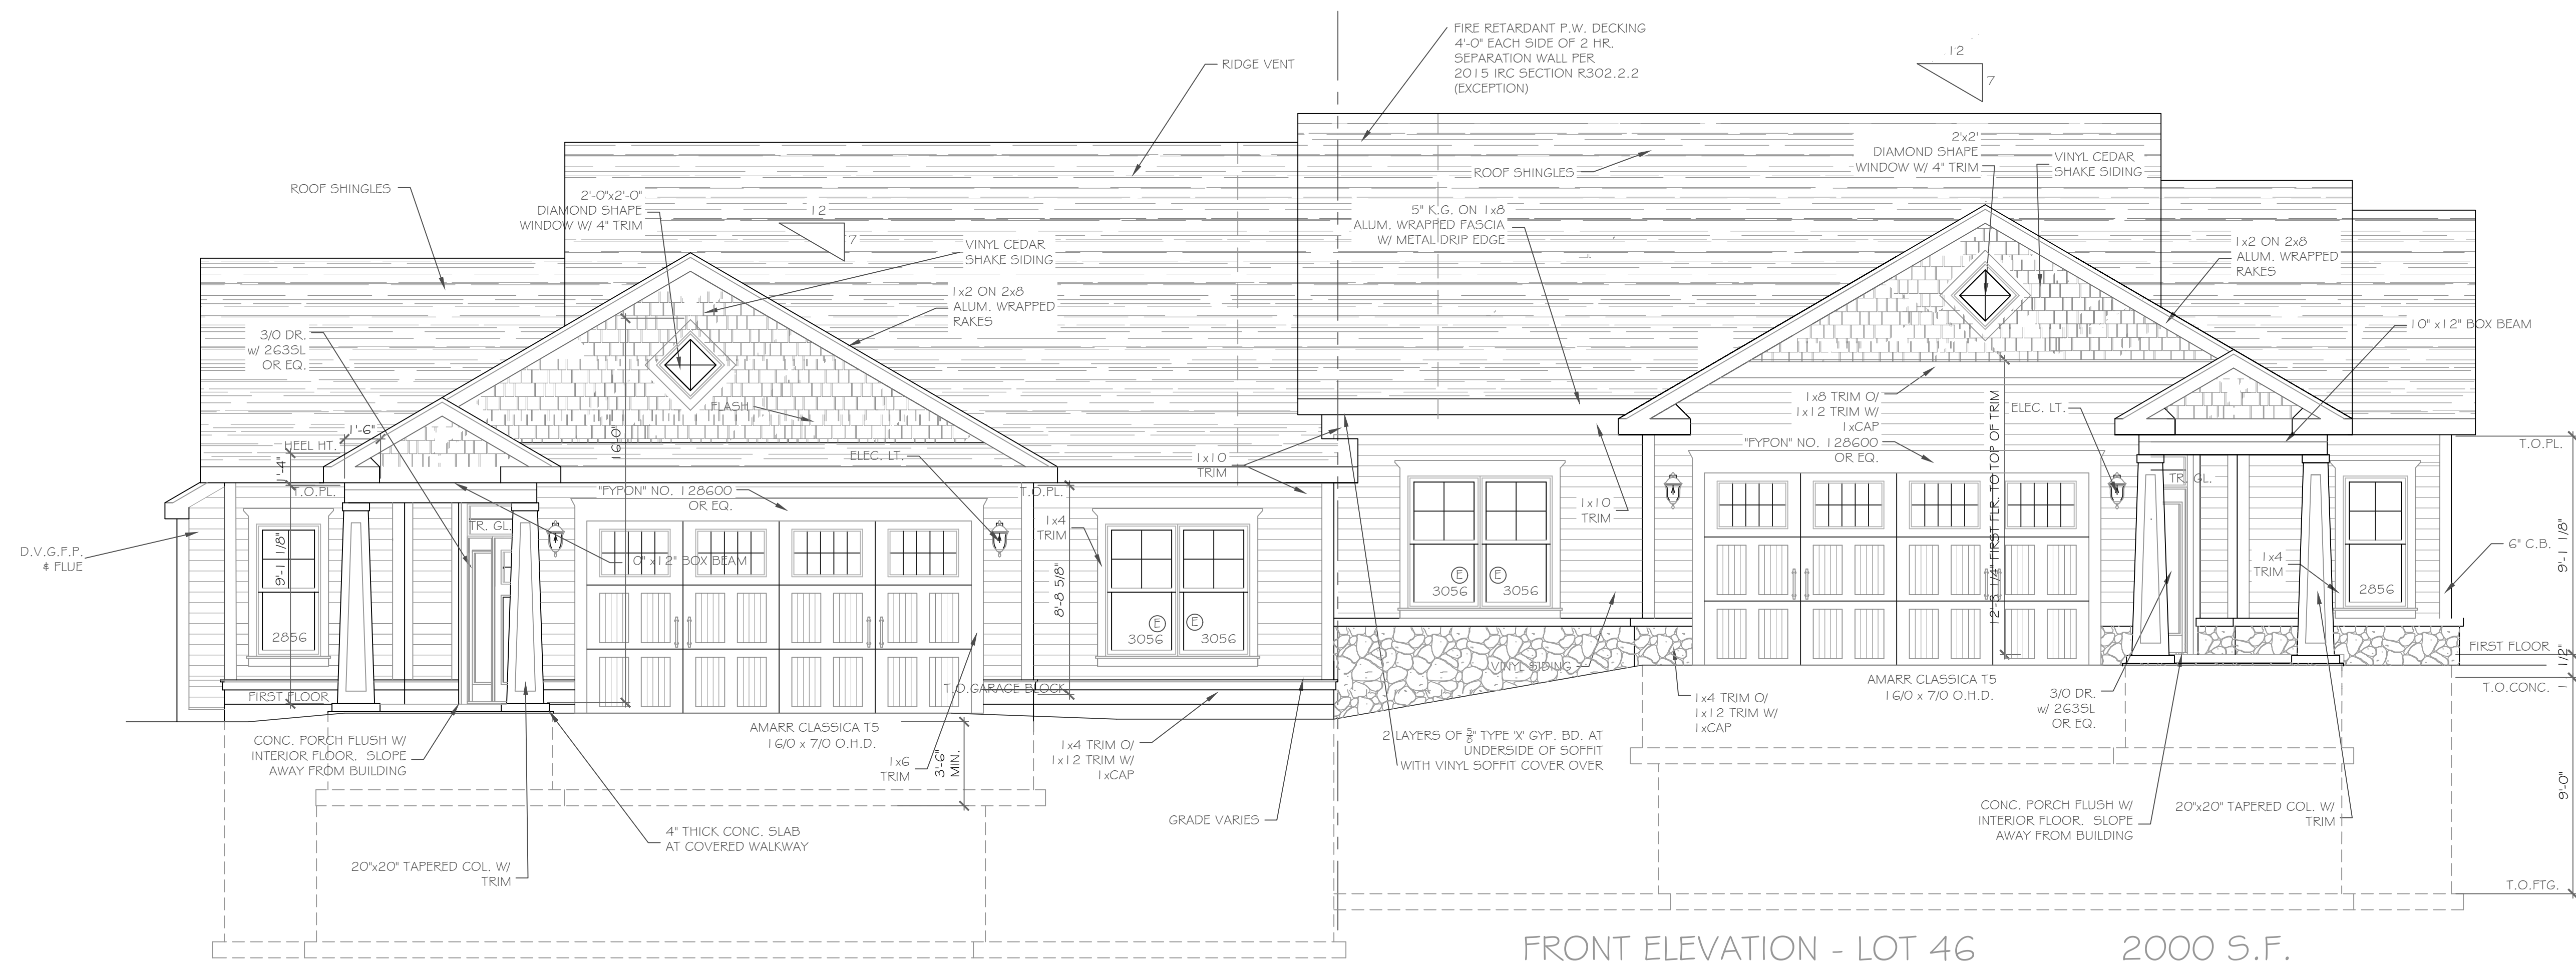 FIRE RETARDANT P.W. DECKING
4'-0" EACH SIDE OF 2 HR.
SEPARATION WALL PER
2015 IRC SECTION R302.2.2
(EXCEPTION)
RIDGE VENT
12
7
ROOF SHINGLES
2'-0"x2'-0"
DIAMOND SHAPE
WINDOW W/ 4" TRIM
12
7
VINYL CEDAR
SHAKE SIDING
1x2 ON 2x8
ALUM. WRAPPED
RAKES
3/0 DR.
w/ 263SL
OR EQ.
FLASH
1'-6"
HEEL HT.
1'-4"
T.O.PL.
16'-0"
ELEC. LT.
"FYPON" NO. 128600
OR EQ.
T.O.PL.
1x4
TRIM
1x10
TRIM
TR. GL.
D.V.G.F.P.
& FLUE
9'-1 1/8"
2856
0" x12" BOX BEAM
8'-8 5/8"
E
3056
E
3056
FIRST FLOOR
T.O.GARAGE BLOCK
CONC. PORCH FLUSH W/
INTERIOR FLOOR. SLOPE
AWAY FROM BUILDING
AMARR CLASSICA T5
16/0 x 7/0 O.H.D.
1x6
TRIM
3'-6"
MIN.
1x4 TRIM O/
1x12 TRIM W/
1xCAP
GRADE VARIES
4" THICK CONC. SLAB
AT COVERED WALKWAY
20"x20" TAPERED COL. W/
TRIM
ROOF SHINGLES
2'x2'
DIAMOND SHAPE
WINDOW W/ 4" TRIM
VINYL CEDAR
SHAKE SIDING
5" K.G. ON 1x8
ALUM. WRAPPED FASCIA
W/ METAL DRIP EDGE
1x2 ON 2x8
ALUM. WRAPPED
RAKES
10" x12" BOX BEAM
1x8 TRIM O/
1x12 TRIM W/
1xCAP
"FYPON" NO. 128600
OR EQ.
12'-8 1/4" FIRST FLR. TO TOP OF TRIM
ELEC. LT.
T.O.PL.
1x10
TRIM
TR. GL.
E
3056
E
3056
1x4
TRIM
2856
6" C.B.
9'-1 1/8"
VINYL SIDING
FIRST FLOOR
1 1/2"
T.O.CONC.
1x4 TRIM O/
1x12 TRIM W/
1xCAP
AMARR CLASSICA T5
16/0 x 7/0 O.H.D.
3/0 DR.
w/ 263SL
OR EQ.
2 LAYERS OF 5/8" TYPE 'X' GYP. BD. AT
UNDERSIDE OF SOFFIT
WITH VINYL SOFFIT COVER OVER
CONC. PORCH FLUSH W/
INTERIOR FLOOR. SLOPE
AWAY FROM BUILDING
20"x20" TAPERED COL. W/
TRIM
9'-0"
T.O.FTG.
FRONT ELEVATION - LOT 46 2000 S.F.